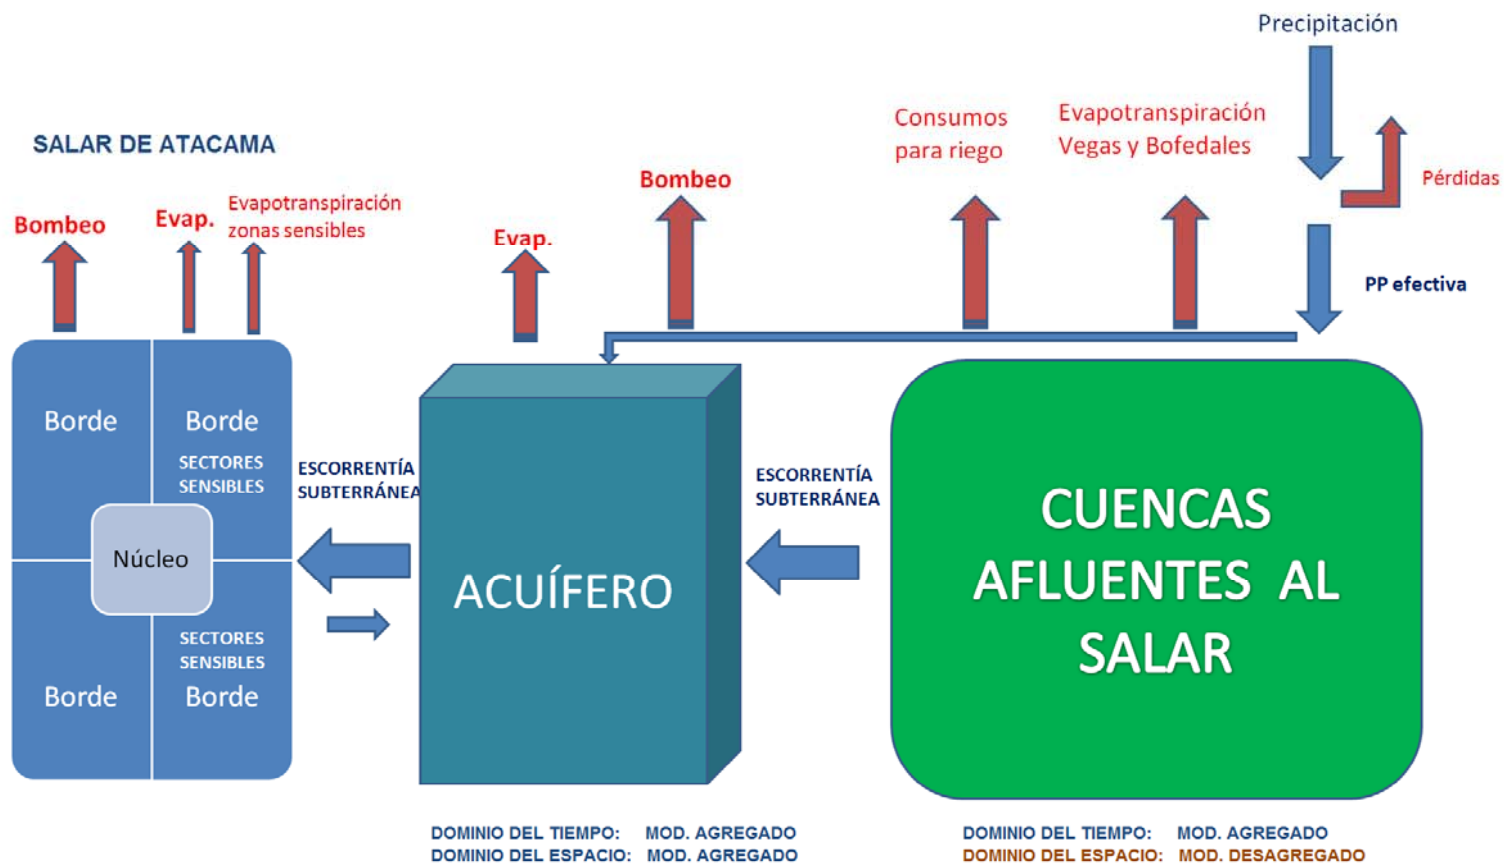 Precipitación
Consumos
para riego
Evapotranspiración
Vegas y Bofedales
Pérdidas
PP efectiva
SALAR DE ATACAMA
Bombeo
Evap.
Evapotranspiración
zonas sensibles
Evap.
Bombeo
Borde
Borde
SECTORES
SENSIBLES
Núcleo
SECTORES
SENSIBLES
Borde
Borde
ESCORRENTÍA
SUBTERRÁNEA
ACUÍFERO
ESCORRENTÍA
SUBTERRÁNEA
CUENCAS
AFLUENTES AL
SALAR
DOMINIO DEL TIEMPO: MOD. AGREGADO
DOMINIO DEL ESPACIO: MOD. AGREGADO
DOMINIO DEL TIEMPO: MOD. AGREGADO
DOMINIO DEL ESPACIO: MOD. DESAGREGADO